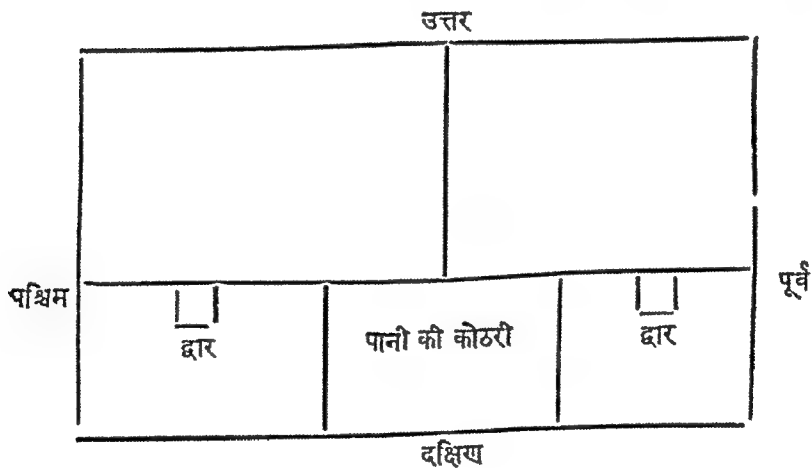 उत्तर
पश्चिम
पूर्व
द्वार
पानी की कोठरी
द्वार
दक्षिण